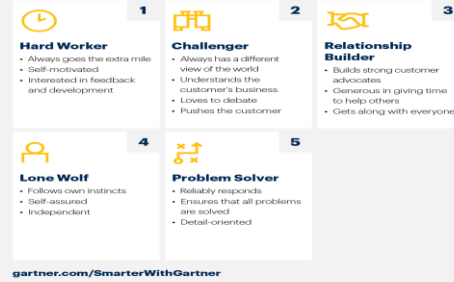 1
Hard Worker
• Always goes the extra mile
• Self-motivated
• Interested in feedback
and development
2
Challenger
• Always has a different
view of the world
• Understands the
customer's business
• Loves to debate
• Pushes the customer
3
Relationship
Builder
• Builds strong customer
advocates
• Generous in giving time
to help others
• Gets along with everyone
4
Lone Wolf
• Follows own instincts
• Self-assured
• Independent
5
Problem Solver
• Reliably responds
• Ensures that all problems
are solved
• Detail-oriented
gartner.com/SmarterWithGartner